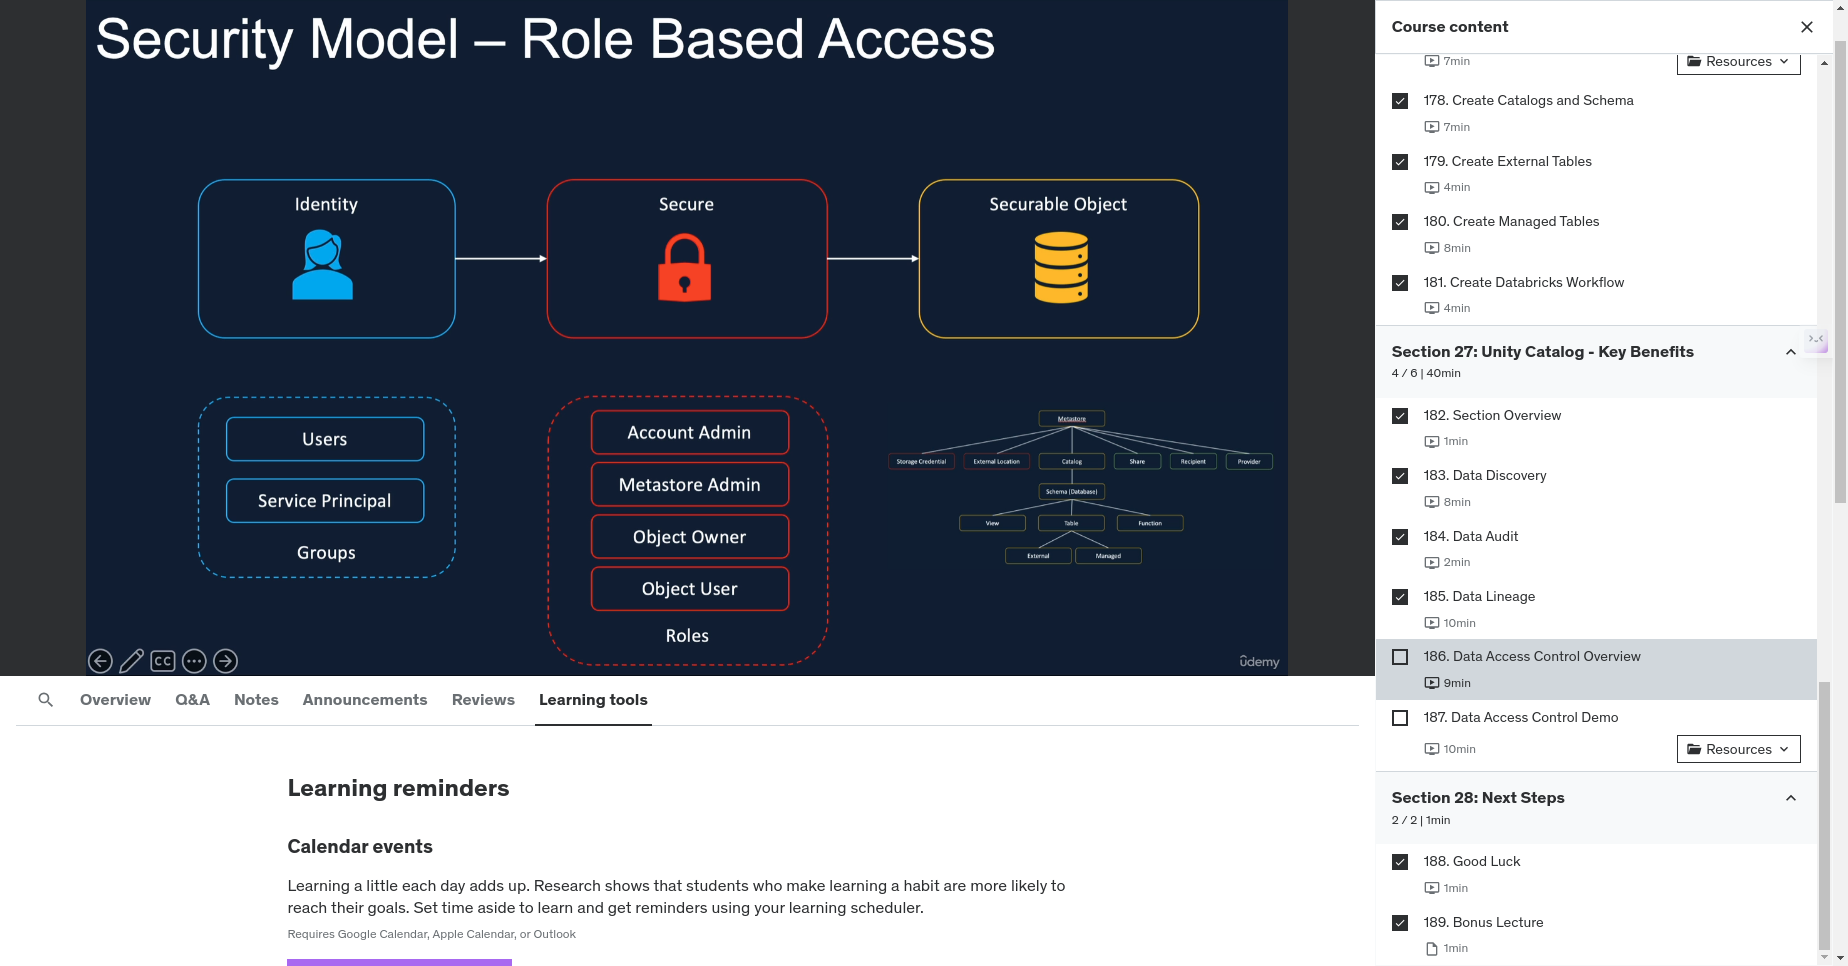 Security Model – Role Based Access
Identity
Secure
Securable Object
Users
Service Principal
Groups
Account Admin
Metastore Admin
Object Owner
Object User
Roles
Metastore
Storage Credential
External Location
Catalog
Share
Recipient
Provider
Schema (Database)
View
Table
Function
External
Managed
CC
ûdemy
Overview
Q&A
Notes
Announcements
Reviews
Learning tools
Learning reminders
Calendar events
Learning a little each day adds up. Research shows that students who make learning a habit are more likely to
reach their goals. Set time aside to learn and get reminders using your learning scheduler.
Requires Google Calendar, Apple Calendar, or Outlook
Course content
7min
Resources
178. Create Catalogs and Schema
7min
179. Create External Tables
4min
180. Create Managed Tables
8min
181. Create Databricks Workflow
4min
Section 27: Unity Catalog - Key Benefits
4 / 6 | 40min
182. Section Overview
1min
183. Data Discovery
8min
184. Data Audit
2min
185. Data Lineage
10min
186. Data Access Control Overview
9min
187. Data Access Control Demo
10min
Resources
Section 28: Next Steps
2 / 2 | 1min
188. Good Luck
1min
189. Bonus Lecture
1min